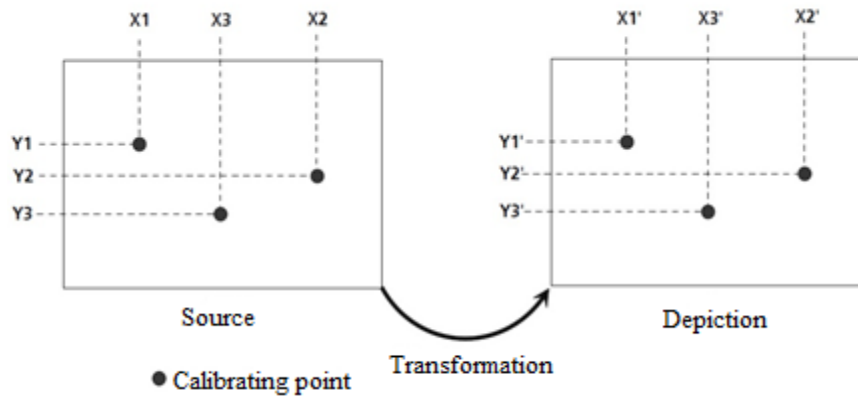 X1 X3 X2
X1' X3' X2'
Y1
Y2
Y3
Y1'
Y2'
Y3'
Source
Depiction
Transformation
Calibrating point